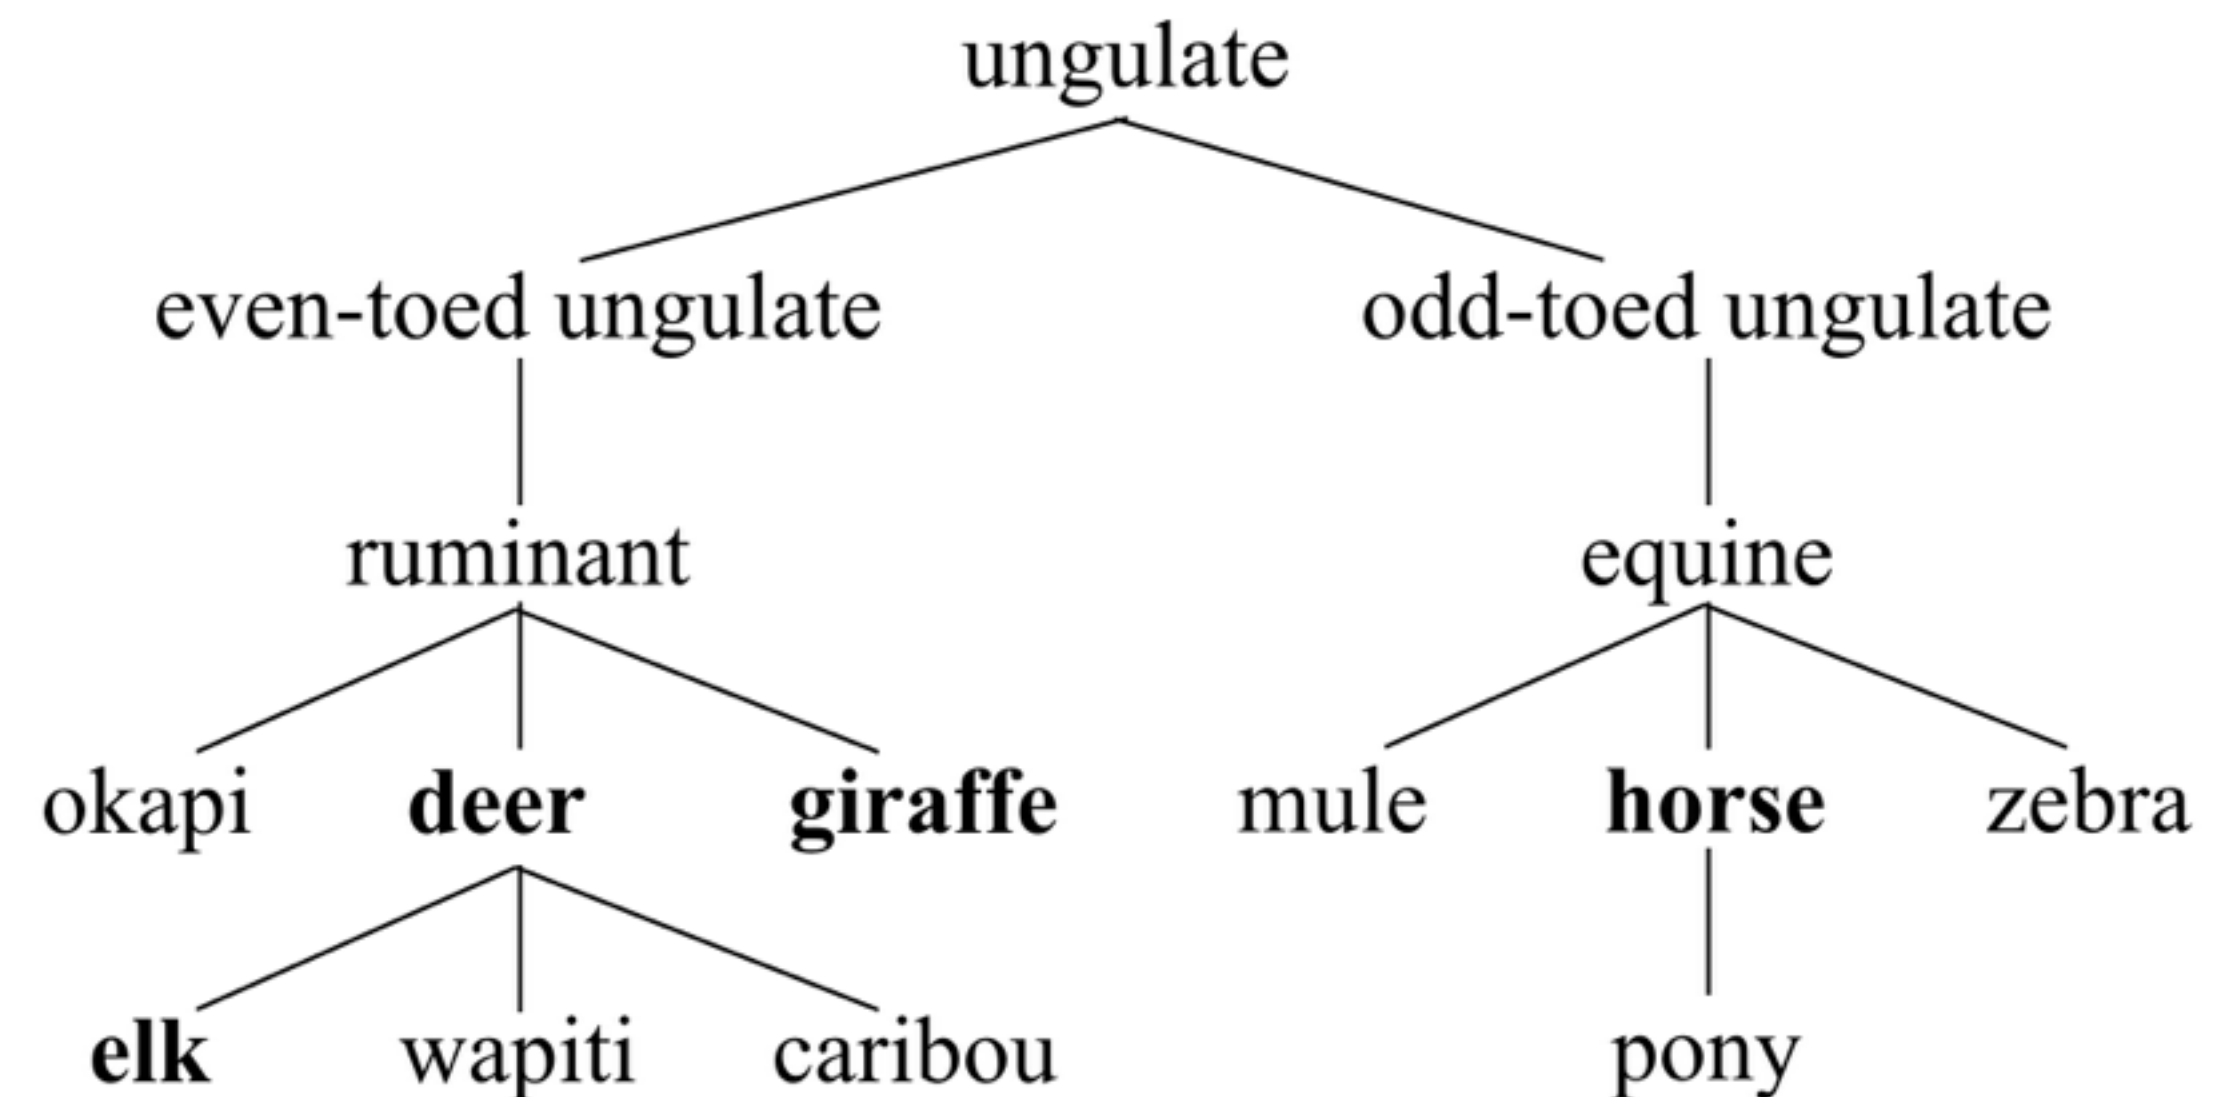 ungulate
even-toed ungulate odd-toed ungulate
ruminant equine
okapi deer giraffe mule horse zebra
elk wapiti caribou pony